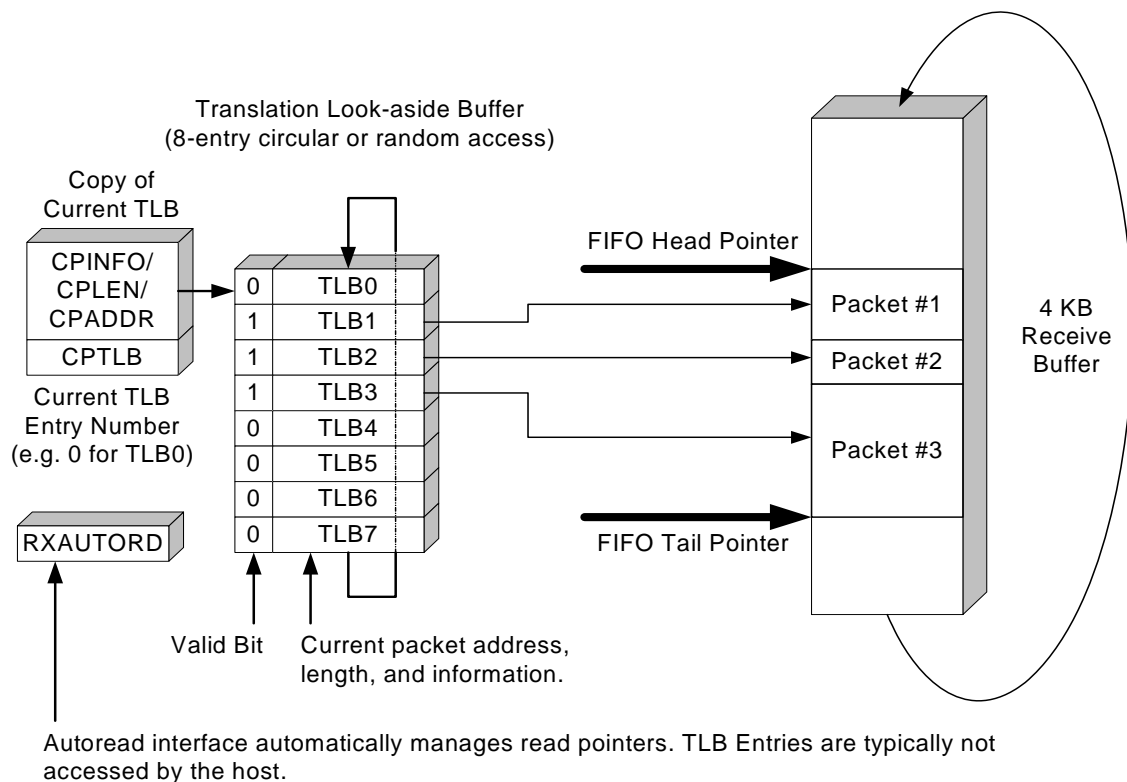 Translation Look-aside Buffer
(8-entry circular or random access)
Copy of
Current TLB
CPINFO/
CPLEN/
CPADDR
CPTLB
Current TLB
Entry Number
(e.g. 0 for TLB0)
RXAUTORD
0 TLB0
1 TLB1
1 TLB2
1 TLB3
0 TLB4
0 TLB5
0 TLB6
0 TLB7
Valid Bit
Current packet address,
length, and information.
FIFO Head Pointer
FIFO Tail Pointer
Packet #1
Packet #2
Packet #3
4 KB
Receive
Buffer
Autoread interface automatically manages read pointers. TLB Entries are typically not
accessed by the host.